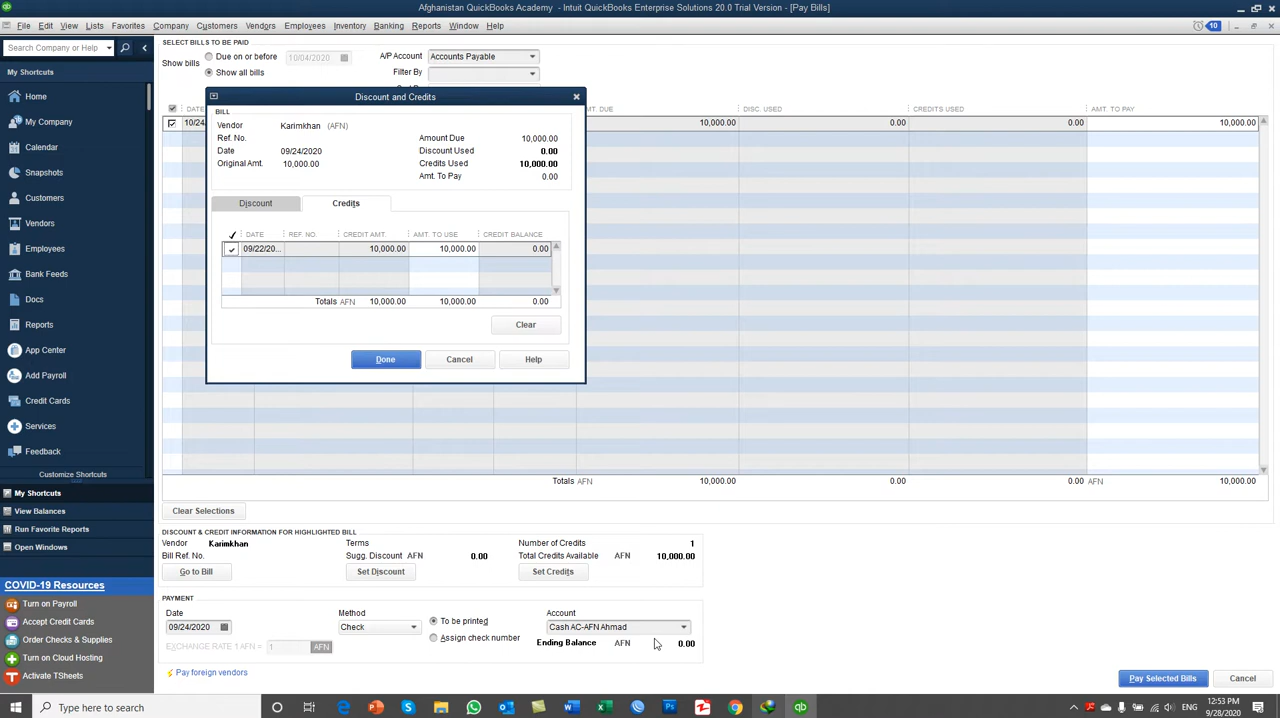 Afghanistan QuickBooks Academy - Intuit QuickBooks Enterprise Solutions 20.0 Trial Version - [Pay Bills]
File Edit View Lists Favorites Company Customers Vendors Employees Inventory Banking Reports Window Help 10
Search Company or Help
My Shortcuts
Home
My Company
Calendar
Snapshots
Customers
Vendors
Employees
Bank Feeds
Docs
Reports
App Center
Add Payroll
Credit Cards
Services
Feedback
Customize Shortcuts
My Shortcuts
View Balances
Run Favorite Reports
Open Windows
COVID-19 Resources
Turn on Payroll
Accept Credit Cards
Order Checks & Supplies
Turn on Cloud Hosting
Activate TSheets
SELECT BILLS TO BE PAID
Show bills Due on or before 10/04/2020 A/P Account Accounts Payable
Show all bills Filter By
DISC. USED CREDITS USED AMT. TO PAY
10/24 10,000.00 0.00 0.00 10,000.00
Discount and Credits
BILL
Vendor Karimkhan (AFN)
Ref. No. Amount Due 10,000.00
Date 09/24/2020 Discount Used 0.00
Original Amt. 10,000.00 Credits Used 10,000.00
Amt. To Pay 0.00
Discount Credits
DATE REF. NO. CREDIT AMT. AMT. TO USE CREDIT BALANCE
09/22/20... 10,000.00 10,000.00 0.00
Totals AFN 10,000.00 10,000.00 0.00
Clear
Done Cancel Help
Totals AFN 10,000.00 0.00 0.00 AFN 10,000.00
Clear Selections
DISCOUNT & CREDIT INFORMATION FOR HIGHLIGHTED BILL
Vendor Karimkhan Terms Number of Credits 1
Bill Ref. No. Sugg. Discount AFN 0.00 Total Credits Available AFN 10,000.00
Go to Bill Set Discount Set Credits
PAYMENT
Date Method To be printed Account
09/24/2020 Check Assign check number Cash AC-AFN Ahmad
EXCHANGE RATE 1 AFN = 1 AFN Ending Balance AFN 0.00
Pay foreign vendors
Pay Selected Bills Cancel
Type here to search
12:53 PM
9/28/2020